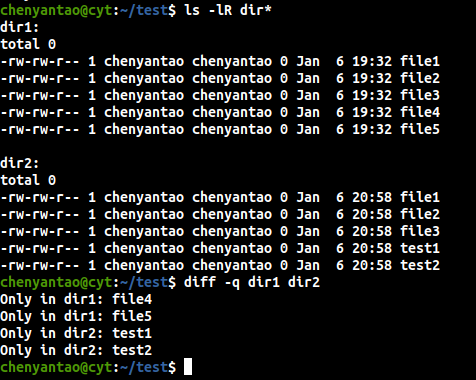 chenyantao@cyt:~/test$ ls -lR dir*
dir1:
total 0
-rw-rw-r-- 1 chenyantao chenyantao 0 Jan  6 19:32 file1
-rw-rw-r-- 1 chenyantao chenyantao 0 Jan  6 19:32 file2
-rw-rw-r-- 1 chenyantao chenyantao 0 Jan  6 19:32 file3
-rw-rw-r-- 1 chenyantao chenyantao 0 Jan  6 19:32 file4
-rw-rw-r-- 1 chenyantao chenyantao 0 Jan  6 19:32 file5

dir2:
total 0
-rw-rw-r-- 1 chenyantao chenyantao 0 Jan  6 20:58 file1
-rw-rw-r-- 1 chenyantao chenyantao 0 Jan  6 20:58 file2
-rw-rw-r-- 1 chenyantao chenyantao 0 Jan  6 20:58 file3
-rw-rw-r-- 1 chenyantao chenyantao 0 Jan  6 20:58 test1
-rw-rw-r-- 1 chenyantao chenyantao 0 Jan  6 20:58 test2
chenyantao@cyt:~/test$ diff -q dir1 dir2
Only in dir1: file4
Only in dir1: file5
Only in dir2: test1
Only in dir2: test2
chenyantao@cyt:~/test$